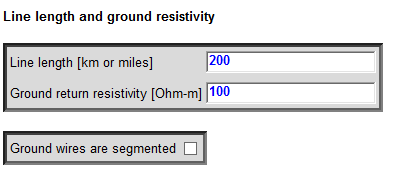 Line length and ground resistivity
Line length [km or miles] 200
Ground return resistivity [Ohm-m] 100
Ground wires are segmented